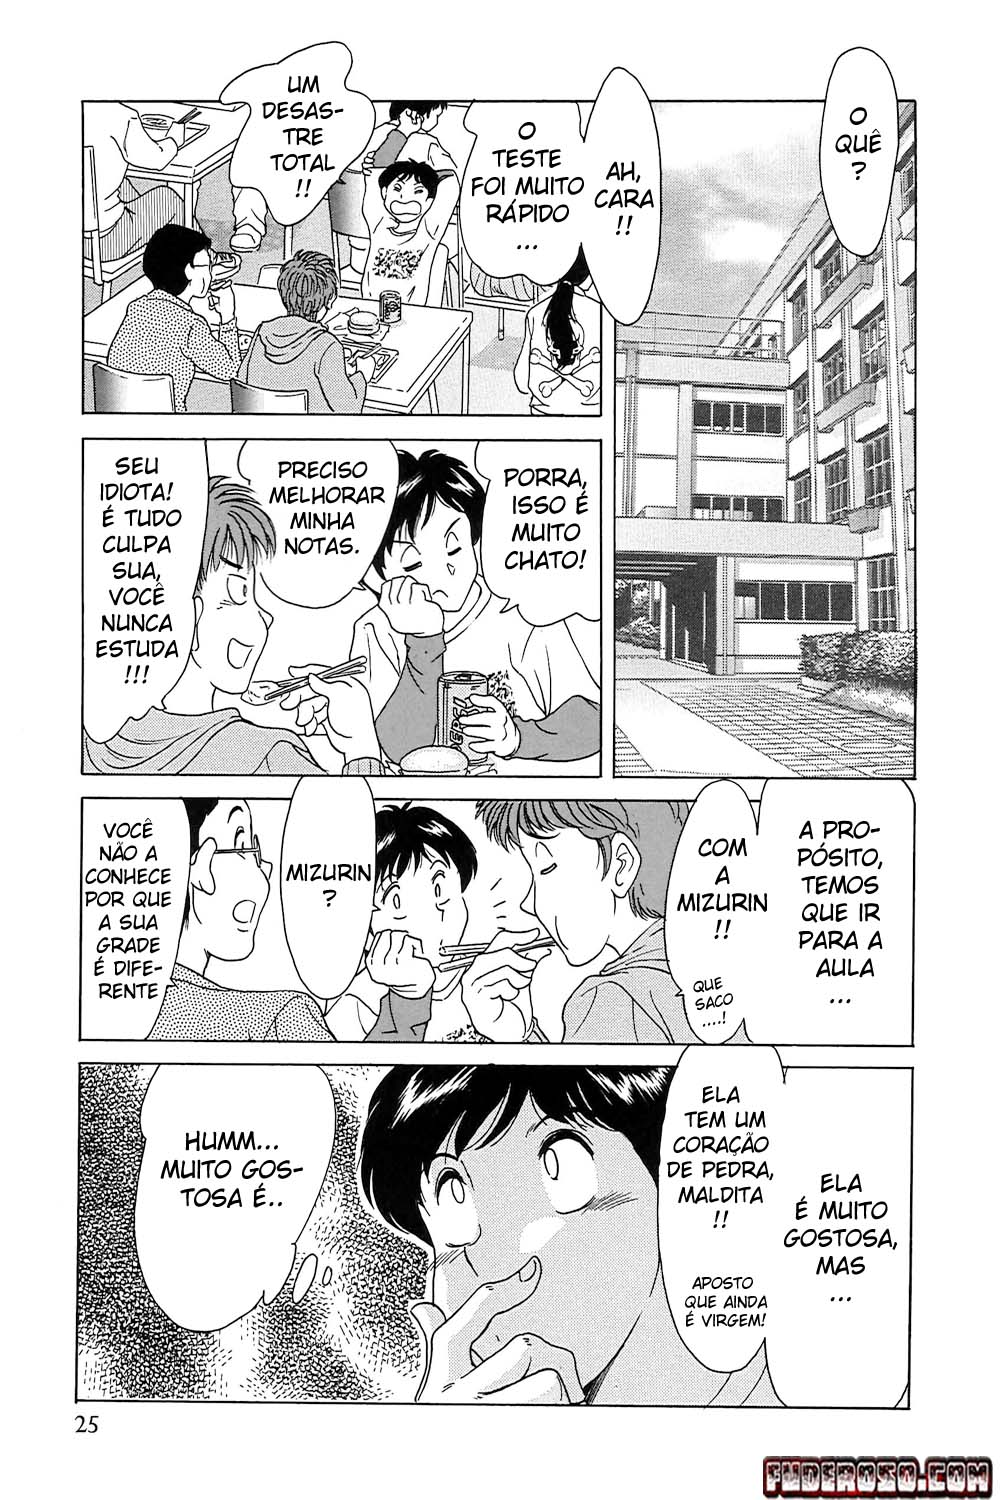 O
QUÊ
?
AH,
CARA
!!
O
TESTE
FOI MUITO
RÁPIDO
...
UM
DESAS-
TRE
TOTAL
!!
PORRA,
ISSO É
MUITO
CHATO!
PRECISO
MELHORAR
MINHA
NOTAS.
SEU
IDIOTA!
É TUDO
CULPA
SUA,
VOCÊ
NUNCA
ESTUDA
!!!
A PRO-
PÓSITO,
TEMOS
QUE IR
PARA A
AULA
...
COM
A
MIZURIN
!!
QUE
SACO
....!
MIZURIN
?
VOCÊ
NÃO A
CONHECE
POR QUE
A SUA
GRADE
É DIFE-
RENTE
ELA
É MUITO
GOSTOSA,
MAS
...
ELA
TEM UM
CORAÇÃO
DE PEDRA,
MALDITA
!!
APOSTO
QUE AINDA
É VIRGEM!
HUMM...
MUITO GOS-
TOSA É..
25
FUDEROSO.COM